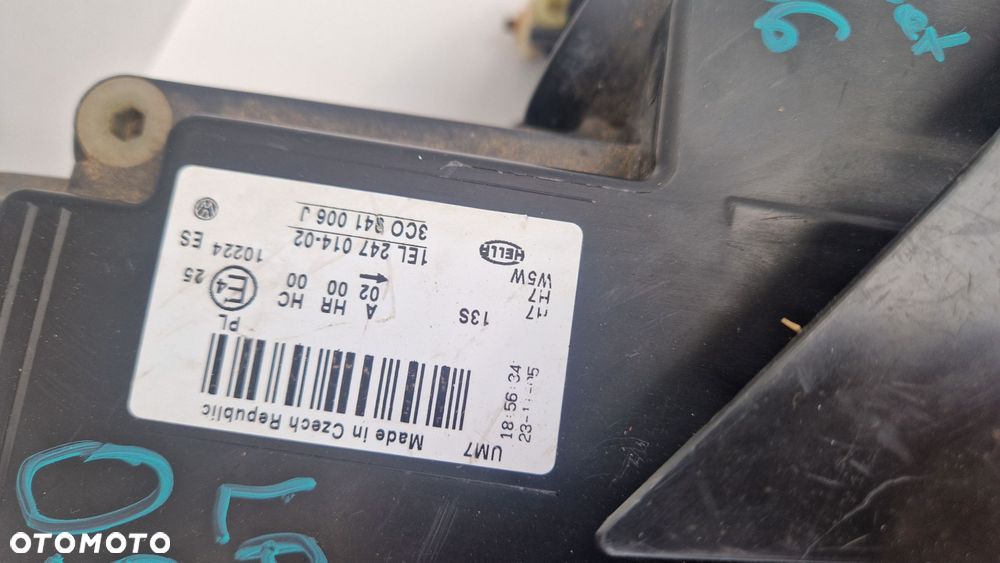 UM7 Made in Czech Republic
18:56:34
PL
13S
A HR HC
02 00 00
25
E4
10224 ES
H7
W5W
HELLA
1EL 247 014-02
3C0 941 006 J
OTOMOTO